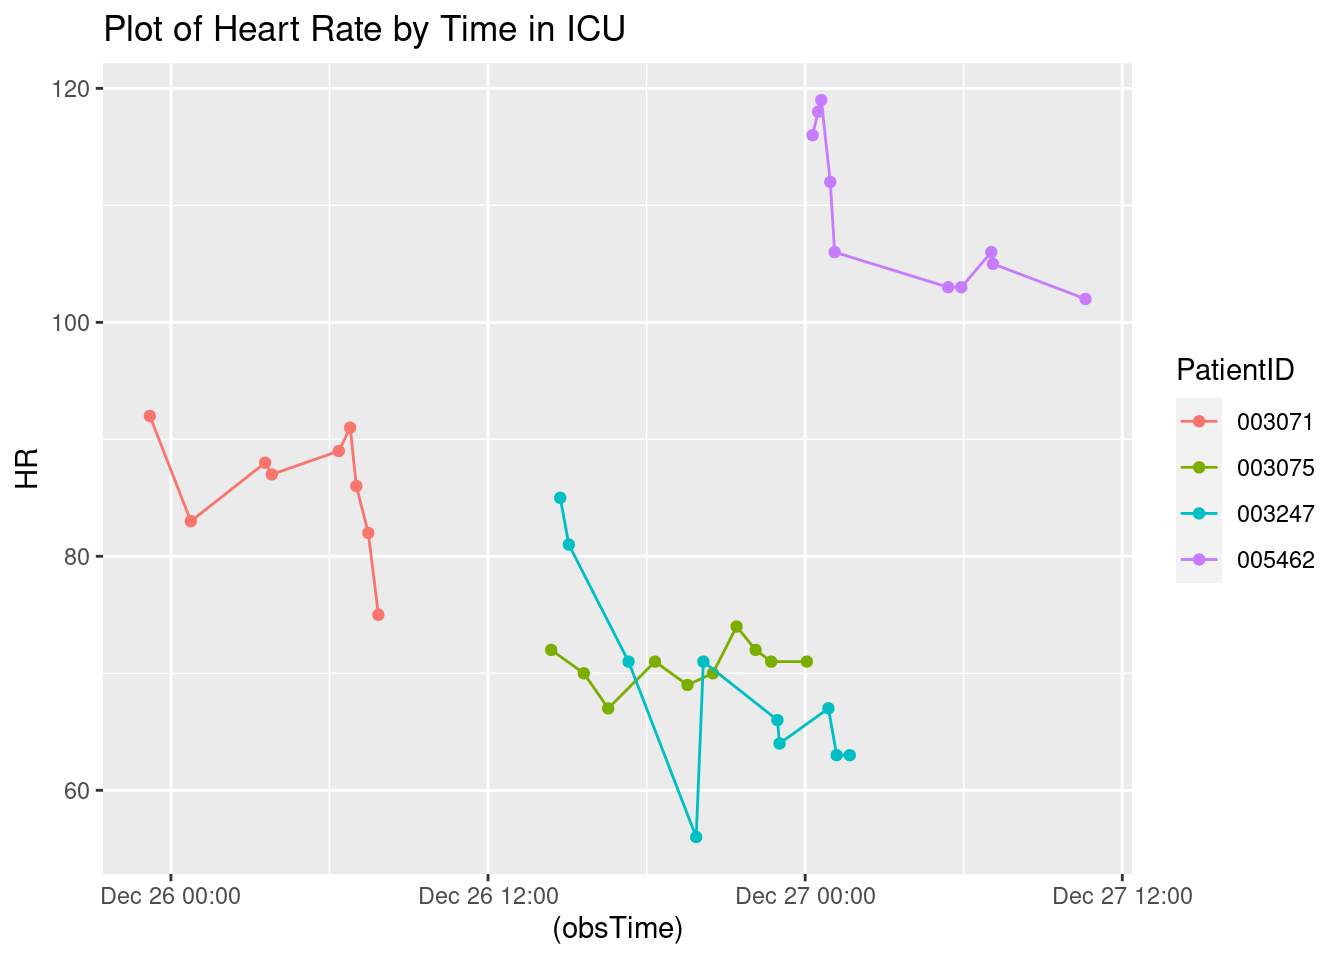 Plot of Heart Rate by Time in ICU
120
100
80
60
HR
Dec 26 00:00
Dec 26 12:00
Dec 27 00:00
Dec 27 12:00
(obsTime)
PatientID
003071
003075
003247
005462